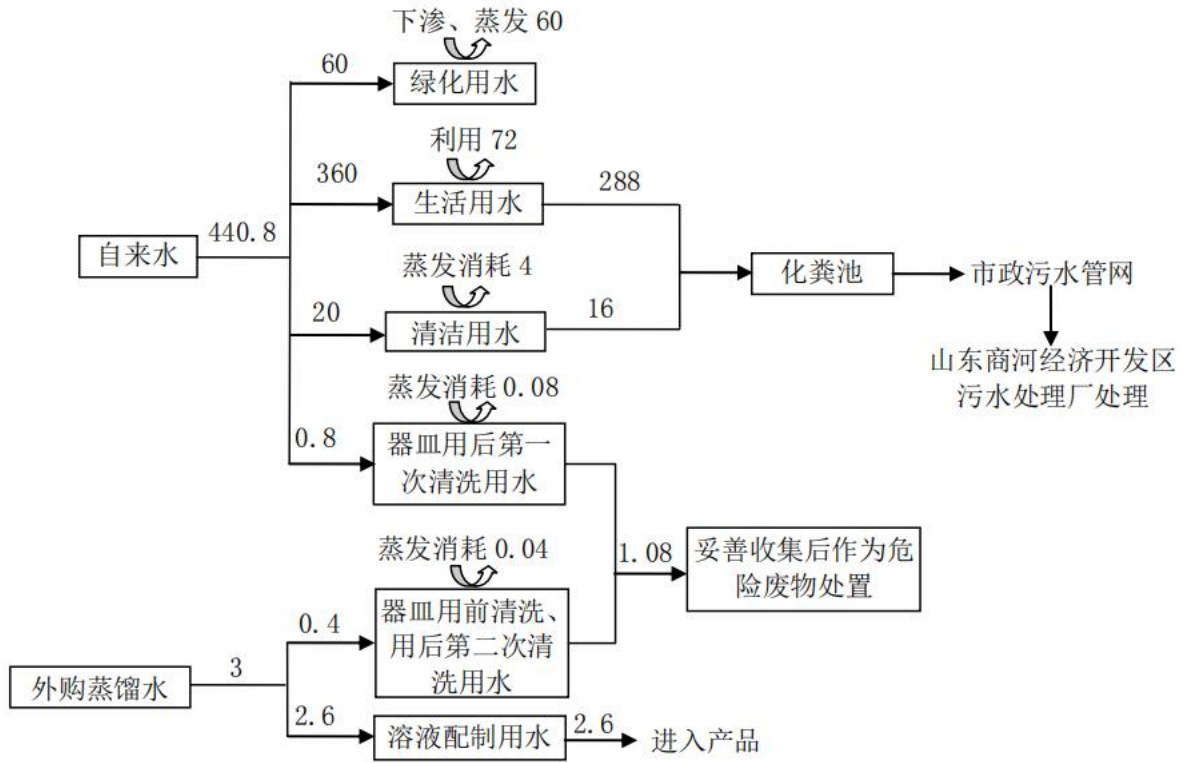 下渗、蒸发 60
60
绿化用水
利用 72
360
生活用水
288
自来水
440.8
蒸发消耗 4
化粪池
市政污水管网
20
清洁用水
16
山东商河经济开发区
污水处理厂处理
蒸发消耗 0.08
0.8
器皿用后第一
次清洗用水
蒸发消耗 0.04
1.08
妥善收集后作为危
险废物处置
0.4
器皿用前清洗、
用后第二次清
洗用水
外购蒸馏水
3
2.6
溶液配制用水
2.6
进入产品